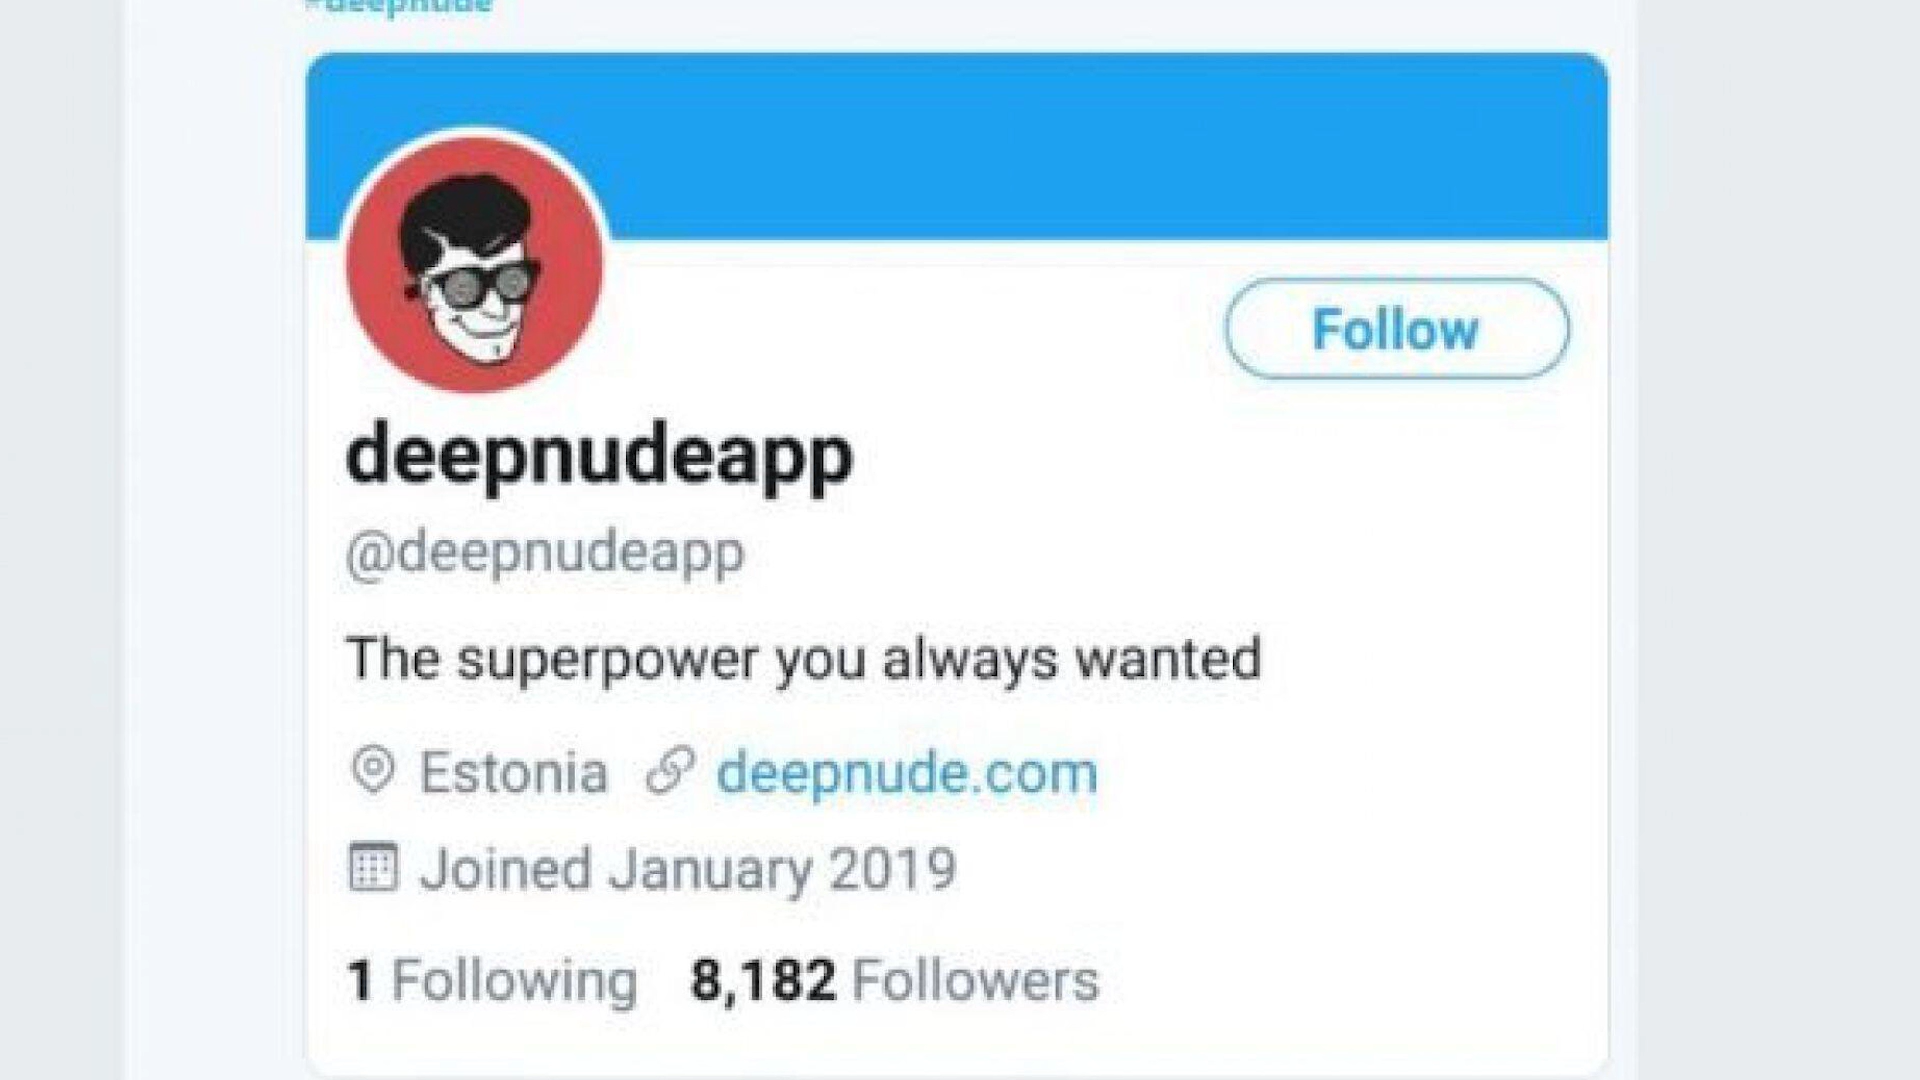 #deepnude
Follow
deepnudeapp
@deepnudeapp
The superpower you always wanted
Estonia deepnude.com
Joined January 2019
1 Following 8,182 Followers